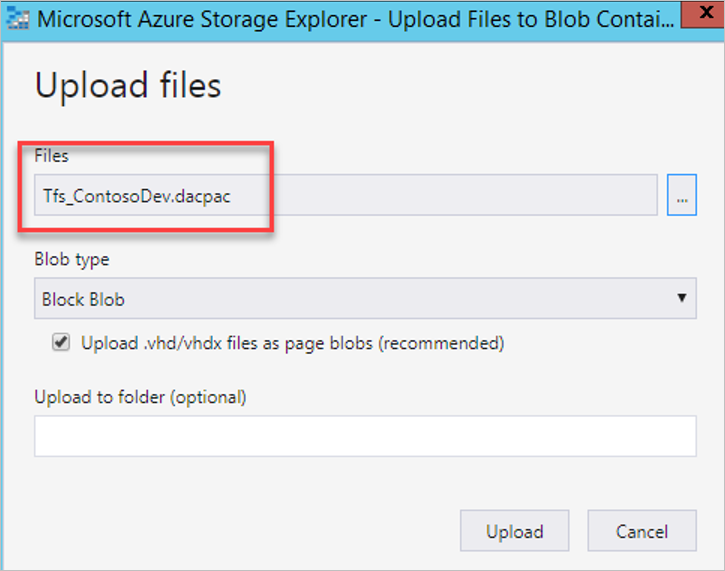 Microsoft Azure Storage Explorer - Upload Files to Blob Contai...
X
Upload files
Files
Tfs_ContosoDev.dacpac
...
Blob type
Block Blob
Upload .vhd/vhdx files as page blobs (recommended)
Upload to folder (optional)
Upload
Cancel